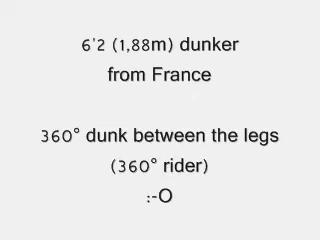 6'2 (1,88m) dunker
from France
360° dunk between the legs
(360° rider)
:-O